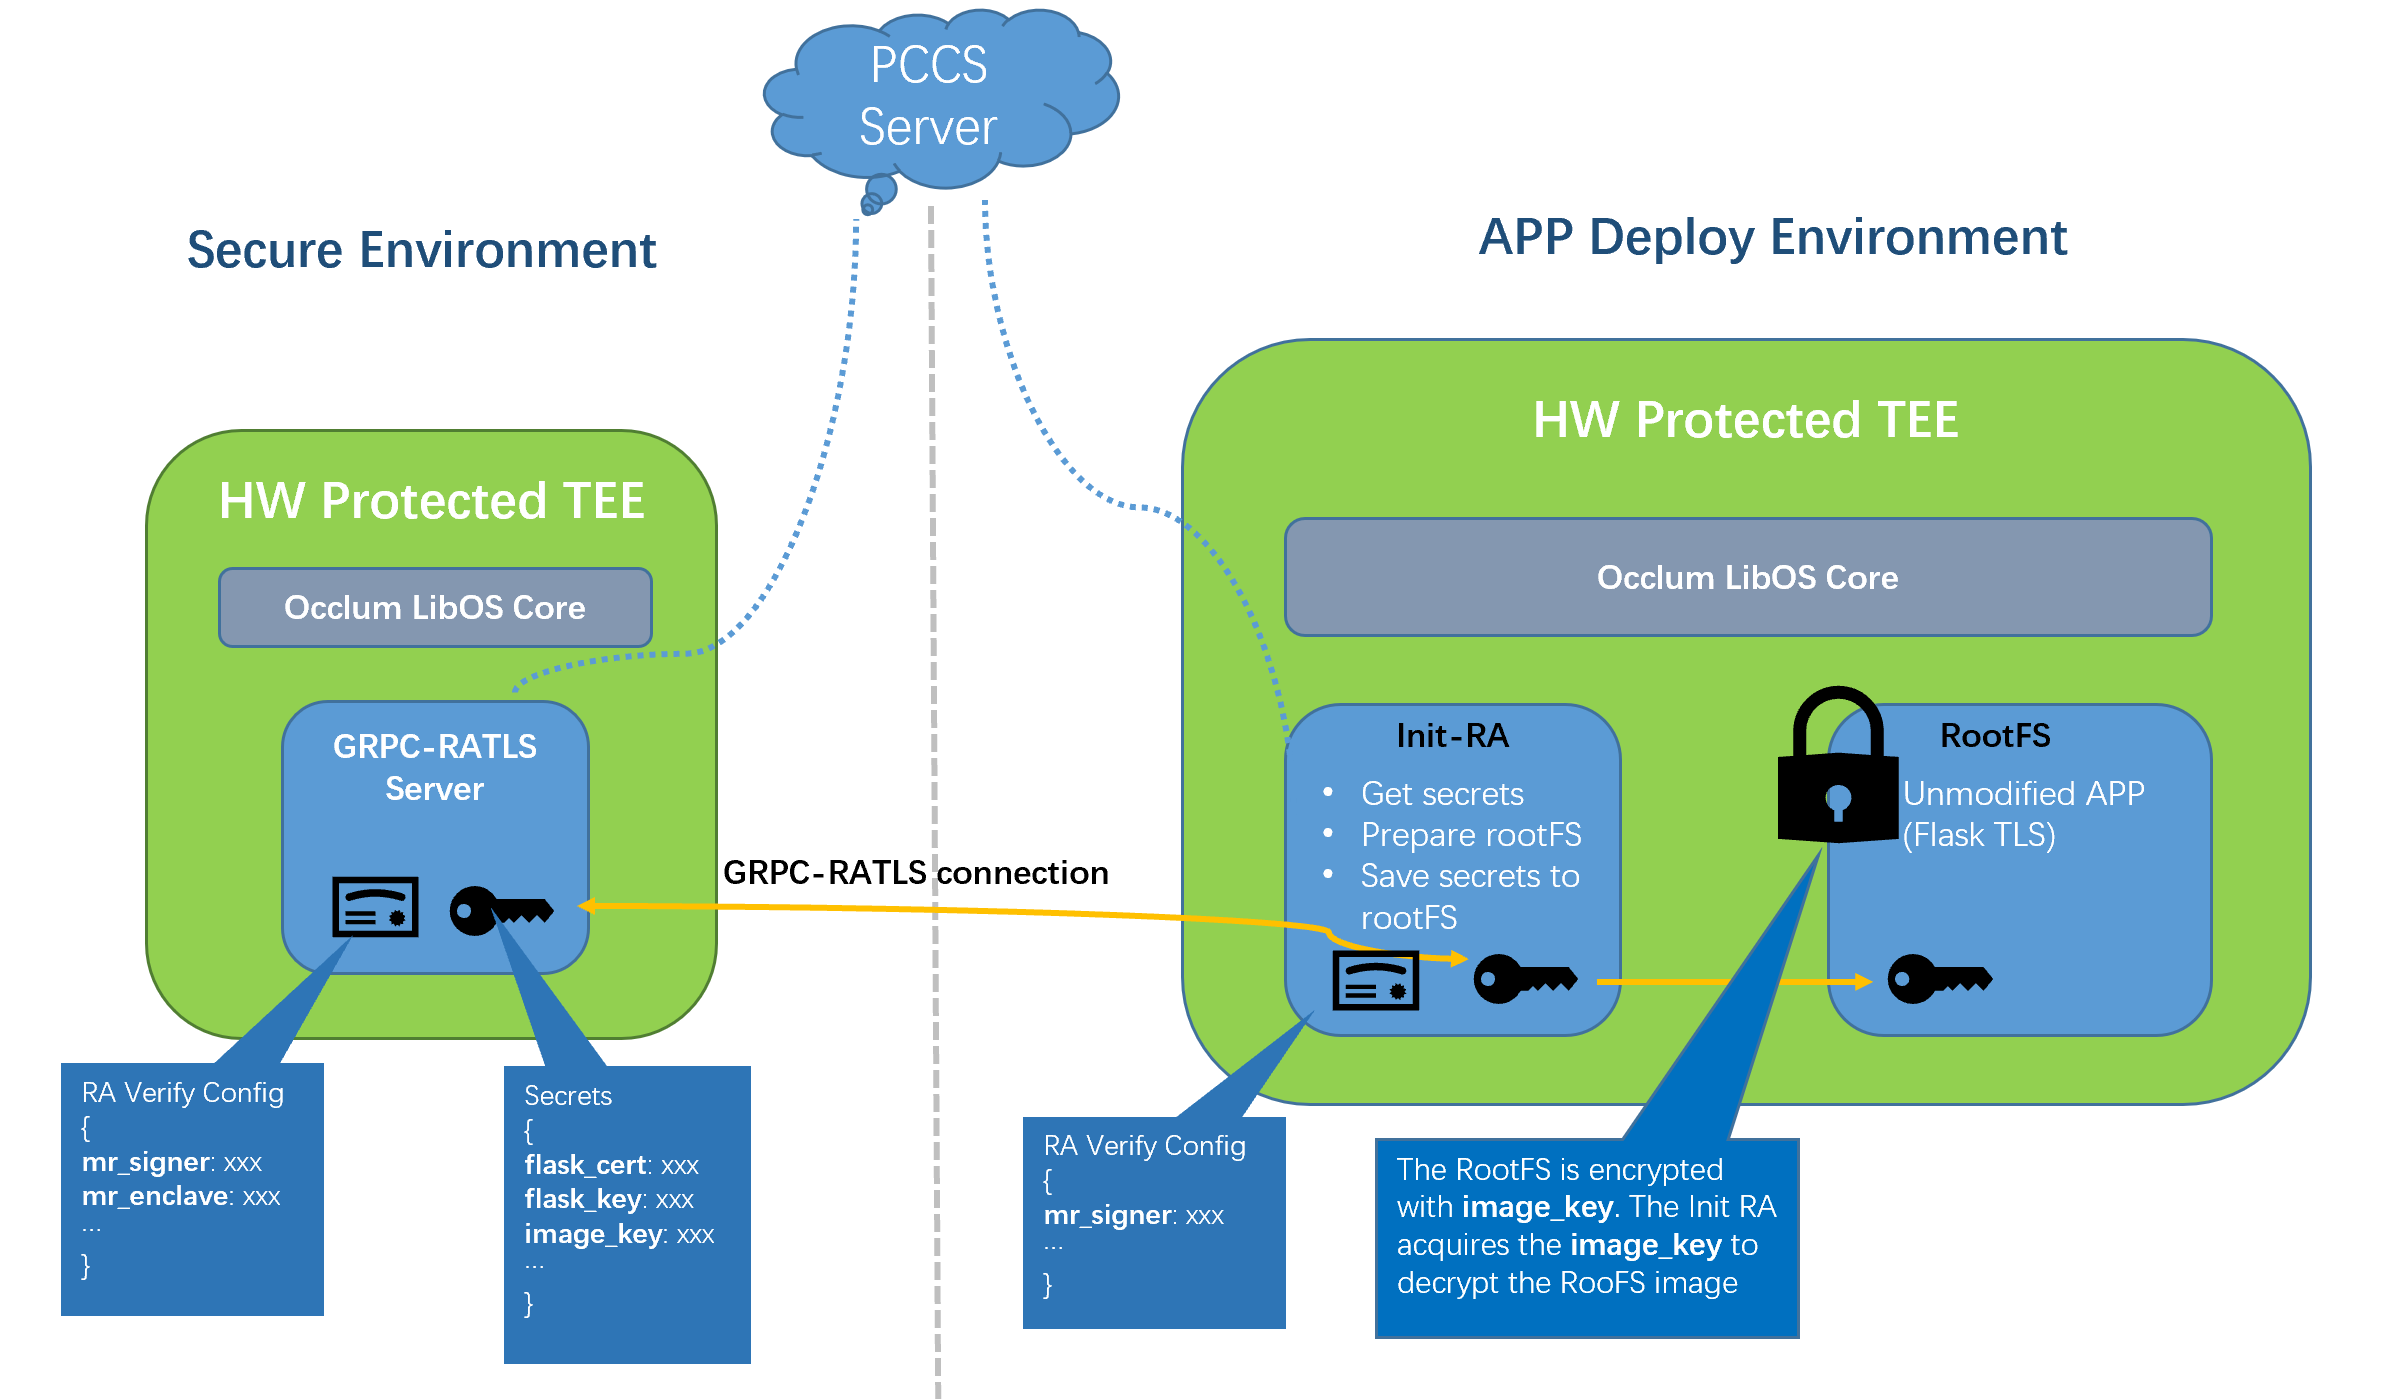 PCCS
Server
Secure Environment
APP Deploy Environment
HW Protected TEE
Occlum LibOS Core
GRPC-RATLS
Server
HW Protected TEE
Occlum LibOS Core
Init-RA
• Get secrets
• Prepare rootFS
• Save secrets to
rootFS
RootFS
Unmodified APP
(Flask TLS)
GRPC-RATLS connection
RA Verify Config
{
mr_signer: xxx
mr_enclave: xxx
...
}
Secrets
{
flask_cert: xxx
flask_key: xxx
image_key: xxx
...
}
RA Verify Config
{
mr_signer: xxx
...
}
The RootFS is encrypted
with image_key. The Init RA
acquires the image_key to
decrypt the RooFS image